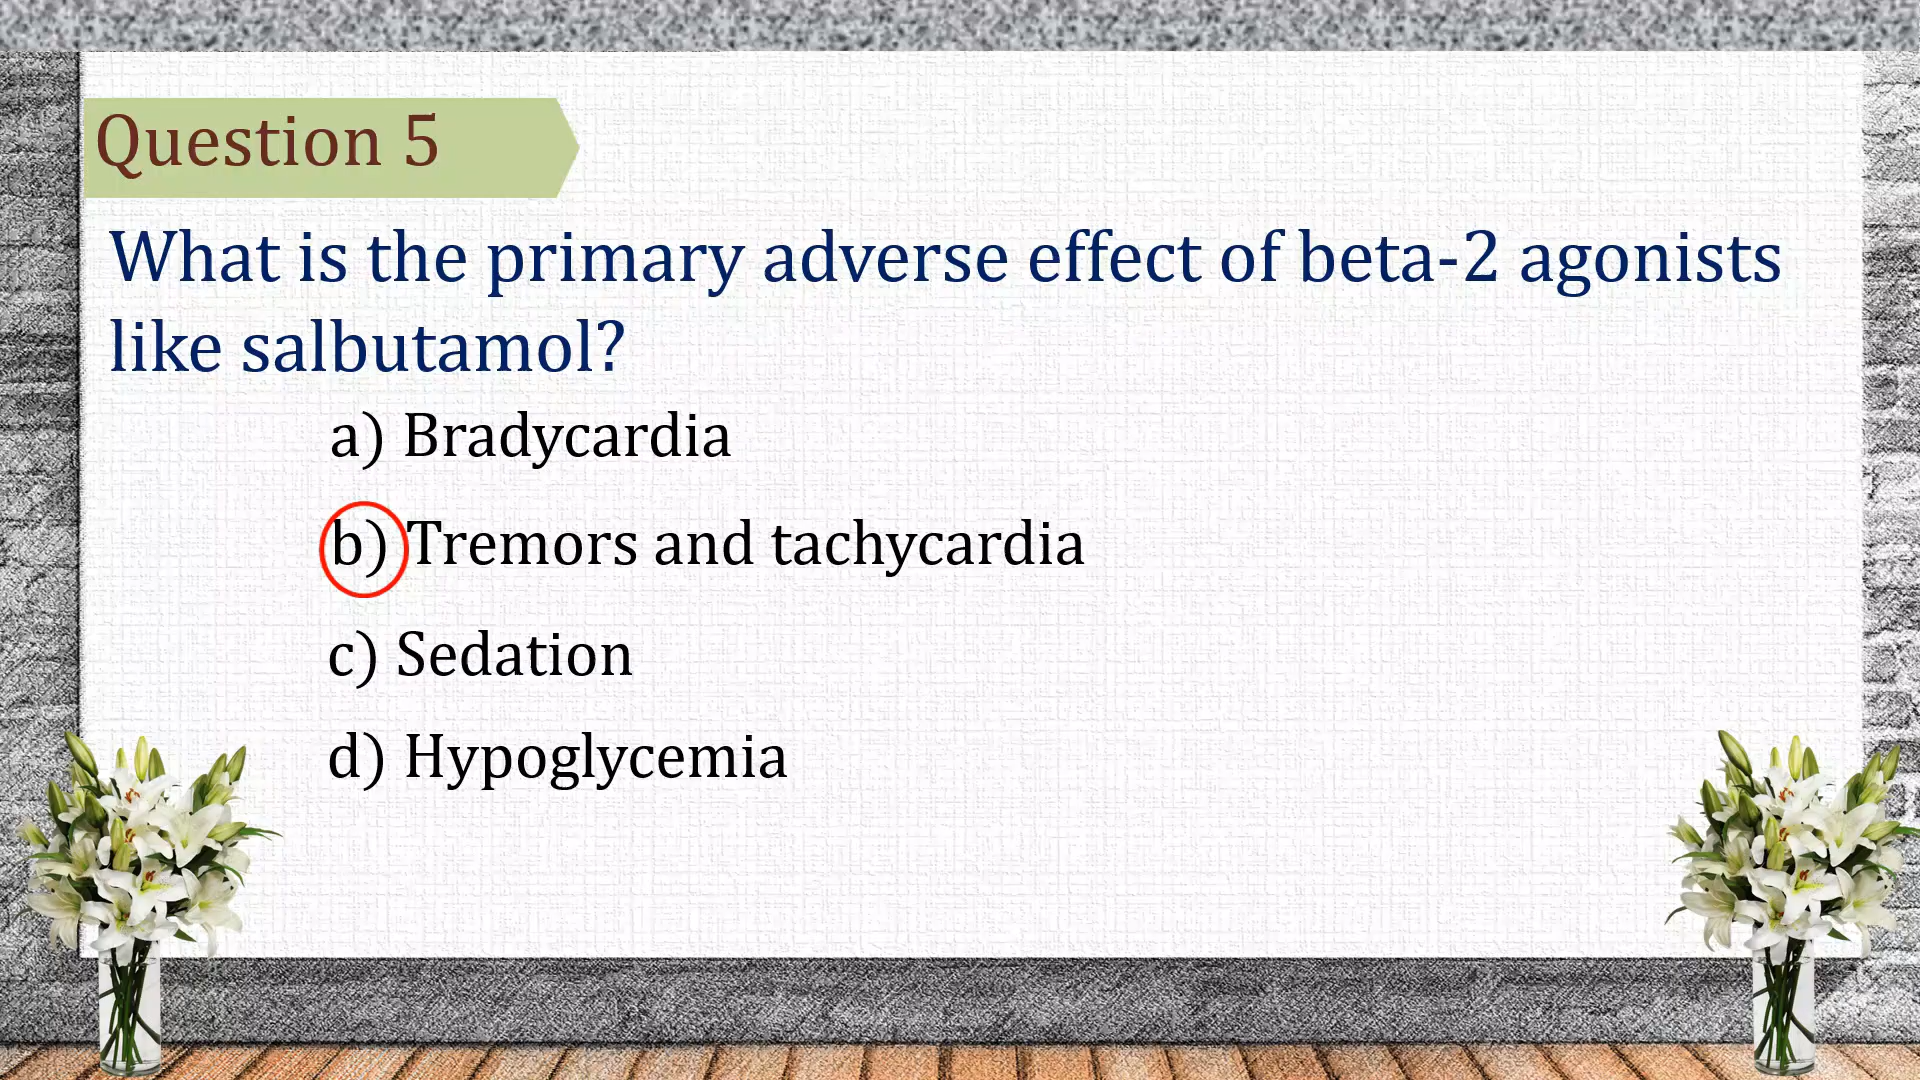 Question 5
What is the primary adverse effect of beta-2 agonists
like salbutamol?
a) Bradycardia
b) Tremors and tachycardia
c) Sedation
d) Hypoglycemia